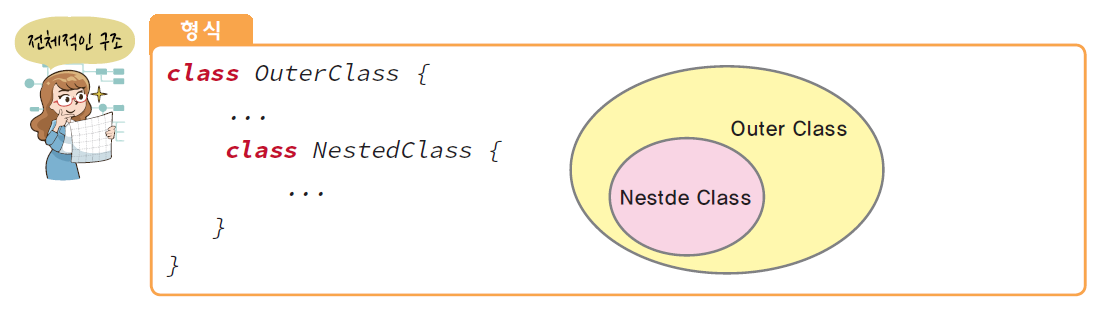 전체적인 구조
형식
class OuterClass {
...
class NestedClass {
...
}
}
Outer Class
Nestde Class